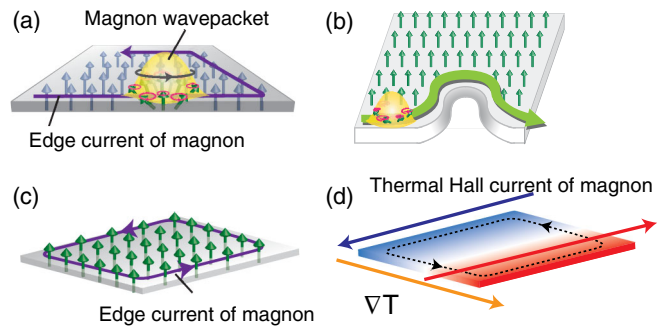 (a)
Magnon wavepacket
Edge current of magnon
(b)
(c)
Edge current of magnon
(d)
Thermal Hall current of magnon
∇T